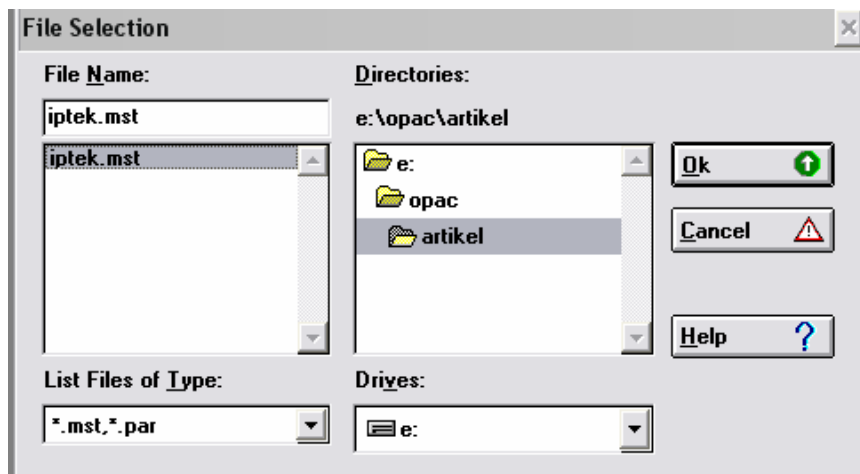 File Selection
File Name:
iptek.mst
iptek.mst
List Files of Type:
*.mst,*.par
Directories:
e:\opac\artikel
e:
opac
artikel
Drives:
e:
Ok
Cancel
Help